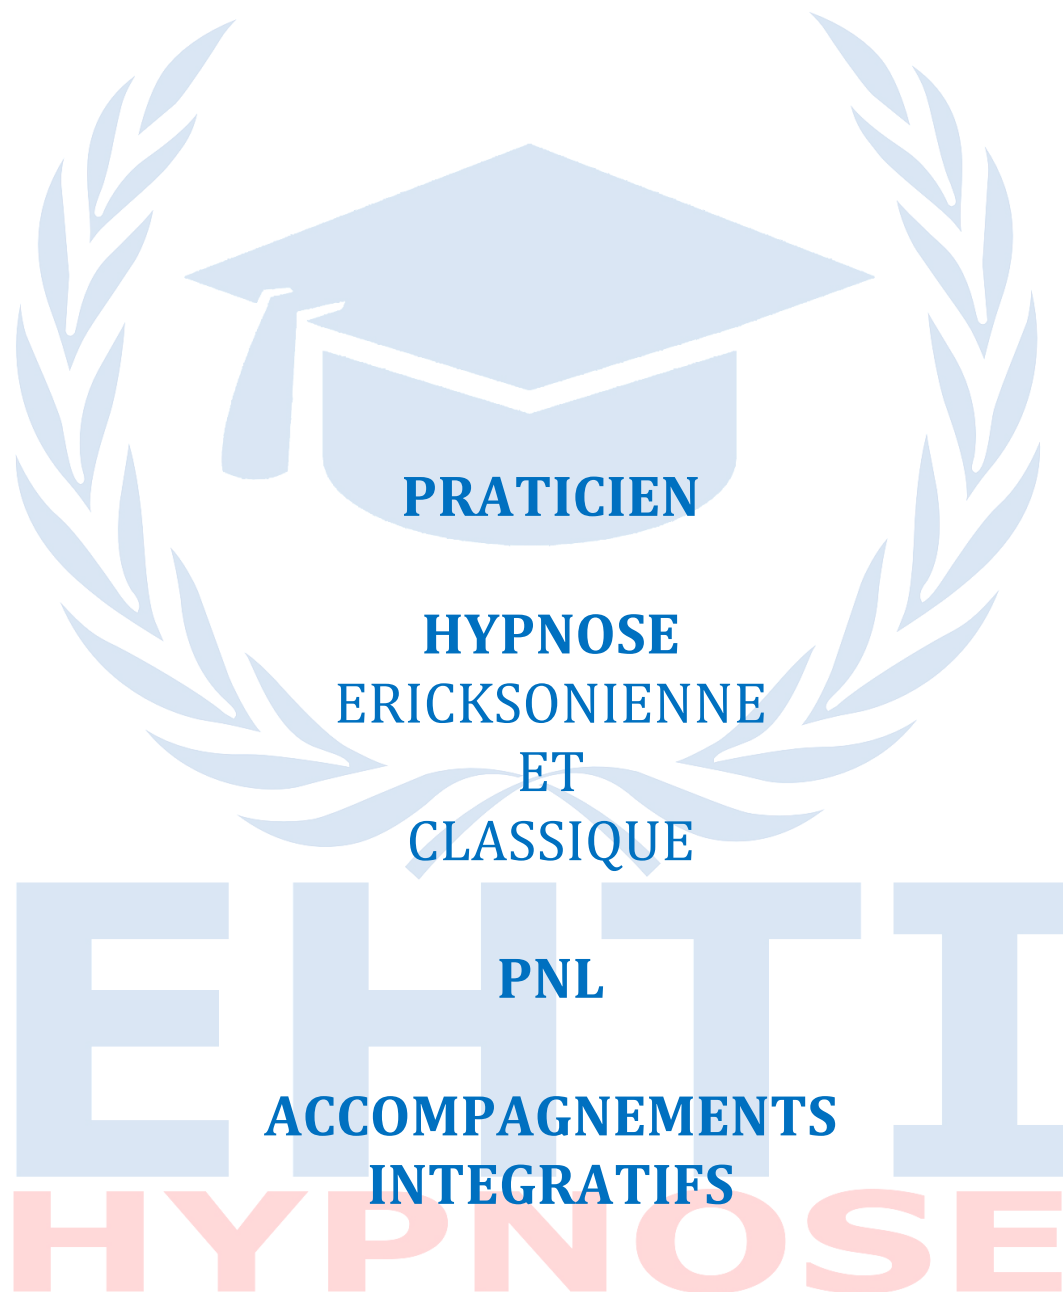 PRATICIEN
HYPNOSE
ERICKSONIENNE
ET
CLASSIQUE
PNL
ACCOMPAGNEMENTS
INTEGRATIFS
EHTI
HYPNOSE